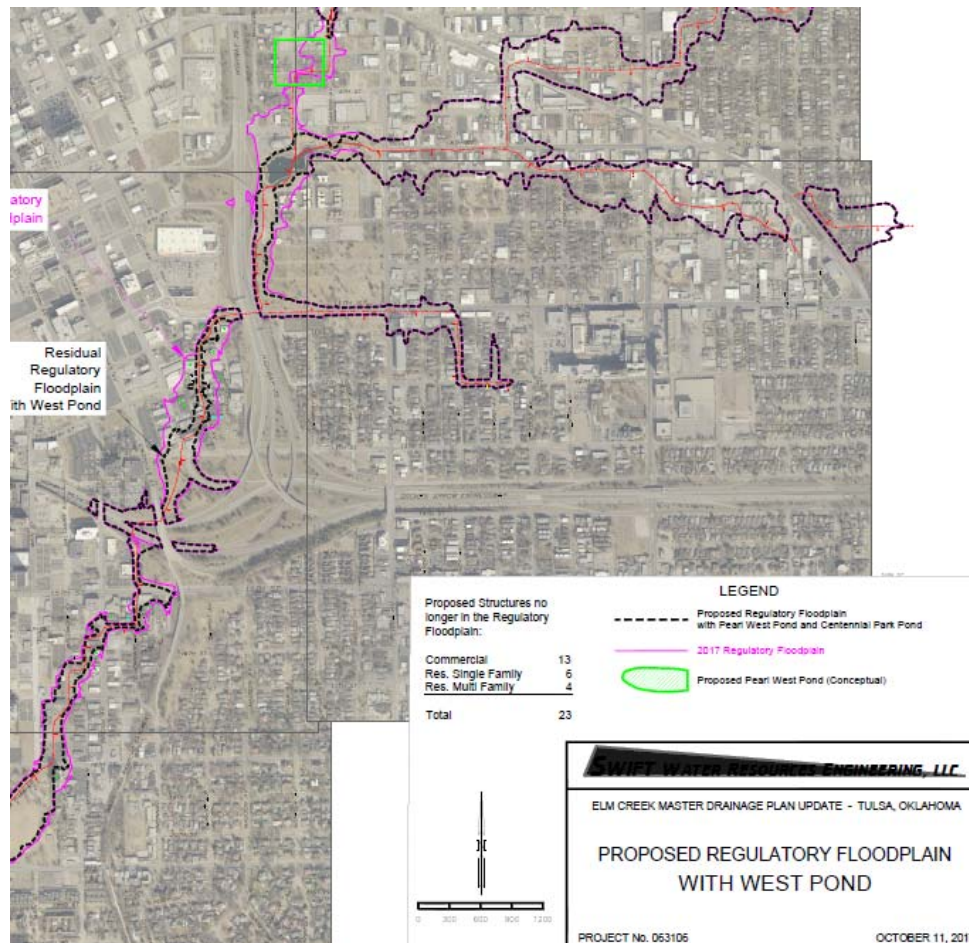 atory
dplain
Residual
Regulatory
Floodplain
ith West Pond
Proposed Structures no
longer in the Regulatory
Floodplain:
Commercial 13
Res. Single Family 6
Res. Multi Family 4
Total 23
LEGEND
Proposed Regulatory Floodplain
with Pearl West Pond and Centennial Park Pond
2017 Regulatory Floodplain
Proposed Pearl West Pond (Conceptual)
0 300 600 1200
SWIFT WATER RESOURCES ENGINEERING, LLC
ELM CREEK MASTER DRAINAGE PLAN UPDATE - TULSA, OKLAHOMA
PROPOSED REGULATORY FLOODPLAIN
WITH WEST POND
PROJECT No. 063106 OCTOBER 11, 201